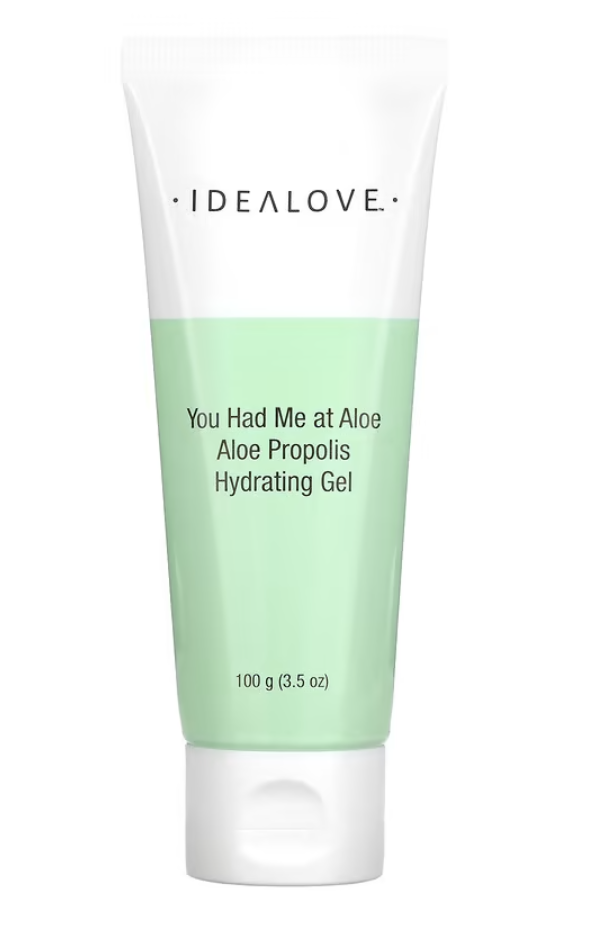 · IDEALOVE™ ·
You Had Me at Aloe
Aloe Propolis
Hydrating Gel
100 g (3.5 oz)